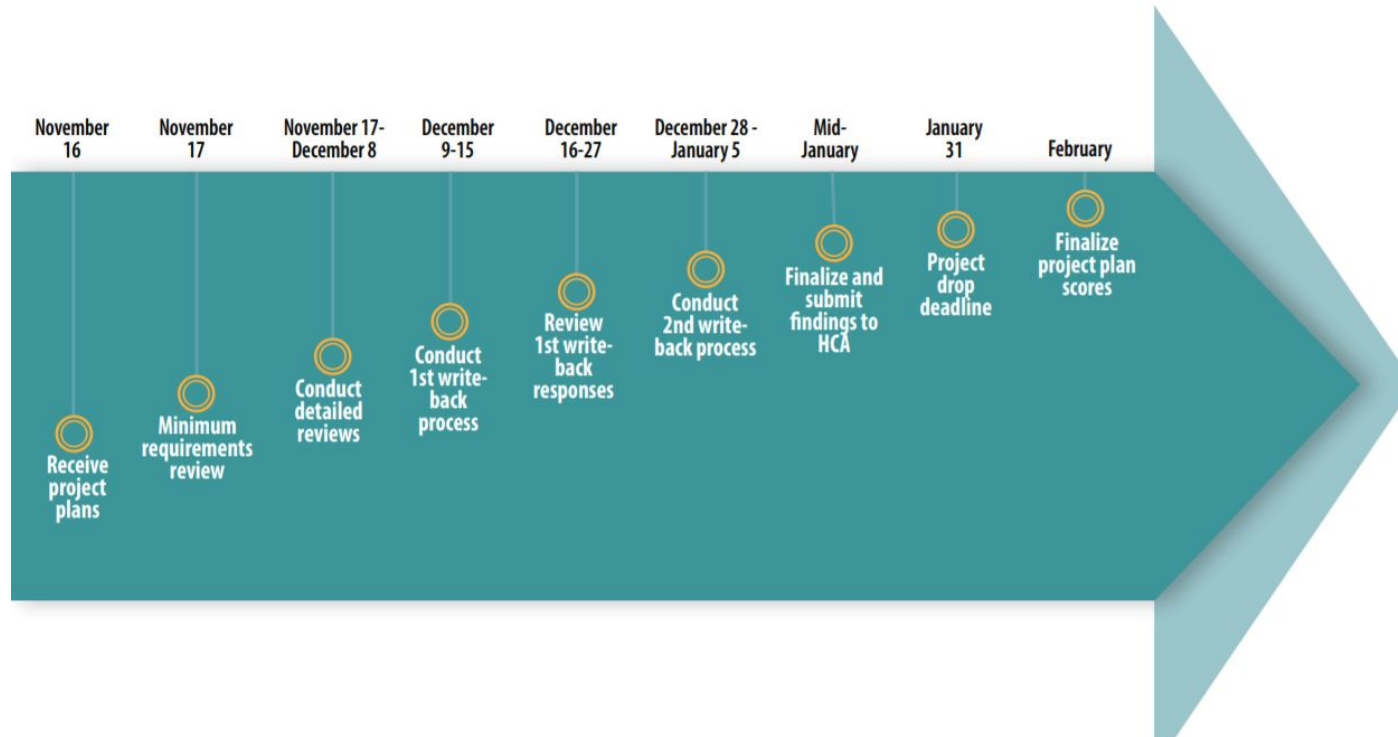 November
16
November
17
November 17-
December 8
December
9-15
December
16-27
December 28 -
January 5
Mid-
January
January
31
February
Receive
project
plans
Minimum
requirements
review
Conduct
detailed
reviews
Conduct
1st write-
back
process
Review
1st write-
back
responses
Conduct
2nd write-
back process
Finalize and
submit
findings to
HCA
Project
drop
deadline
Finalize
project plan
scores